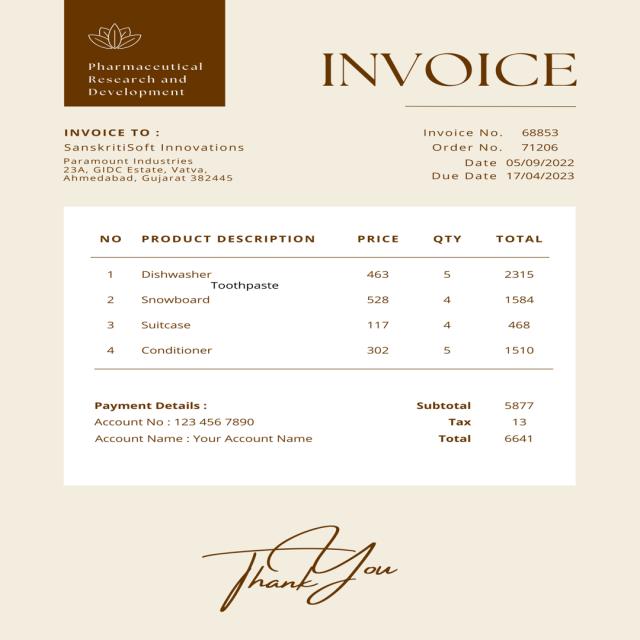 Pharmaceutical
Research and
Development
INVOICE
INVOICE TO :
SanskritiSoft Innovations
Paramount Industries
23A, GIDC Estate, Vatva,
Ahmedabad, Gujarat 382445
Invoice No. 68853
Order No. 71206
Date 05/09/2022
Due Date 17/04/2023
NO PRODUCT DESCRIPTION PRICE QTY TOTAL
1 Dishwasher 463 5 2315
Toothpaste
2 Snowboard 528 4 1584
3 Suitcase 117 4 468
4 Conditioner 302 5 1510
Payment Details :
Account No : 123 456 7890
Account Name : Your Account Name
Subtotal 5877
Tax 13
Total 6641
Thank You